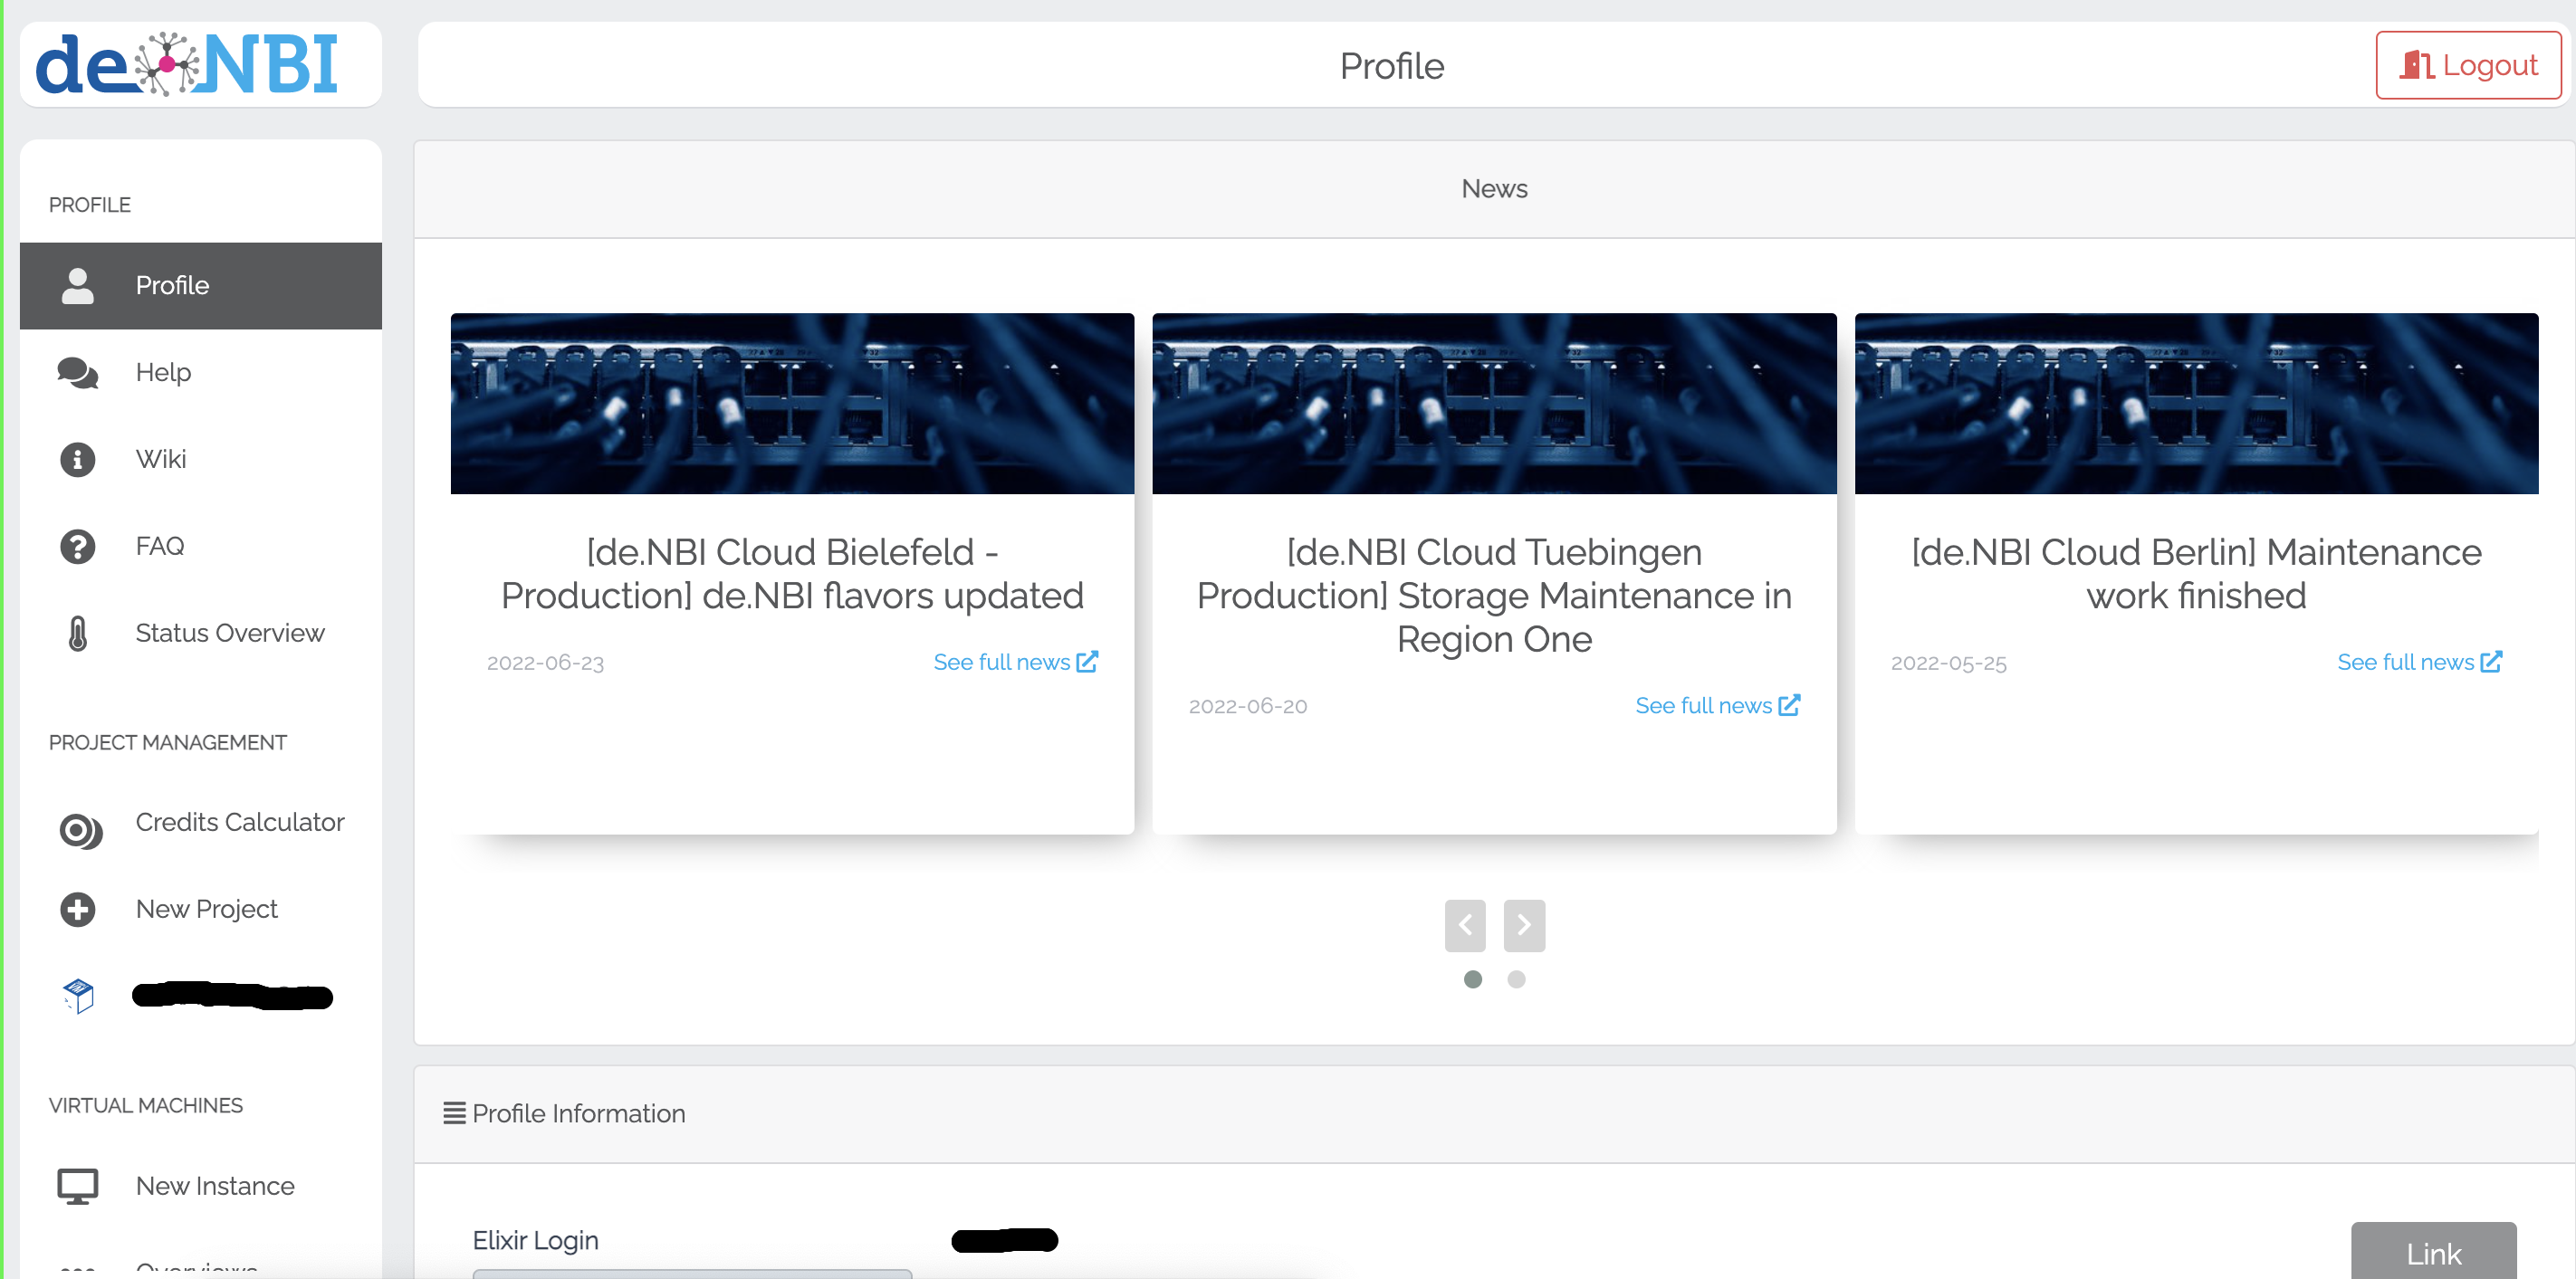 de.NBI
Profile
Logout
PROFILE
Profile
Help
Wiki
FAQ
Status Overview
PROJECT MANAGEMENT
Credits Calculator
New Project
VIRTUAL MACHINES
New Instance
Overviews
News
[de.NBI Cloud Bielefeld -
Production] de.NBI flavors updated
2022-06-23
See full news
[de.NBI Cloud Tuebingen
Production] Storage Maintenance in
Region One
2022-06-20
See full news
[de.NBI Cloud Berlin] Maintenance
work finished
2022-05-25
See full news
Profile Information
Elixir Login
Link